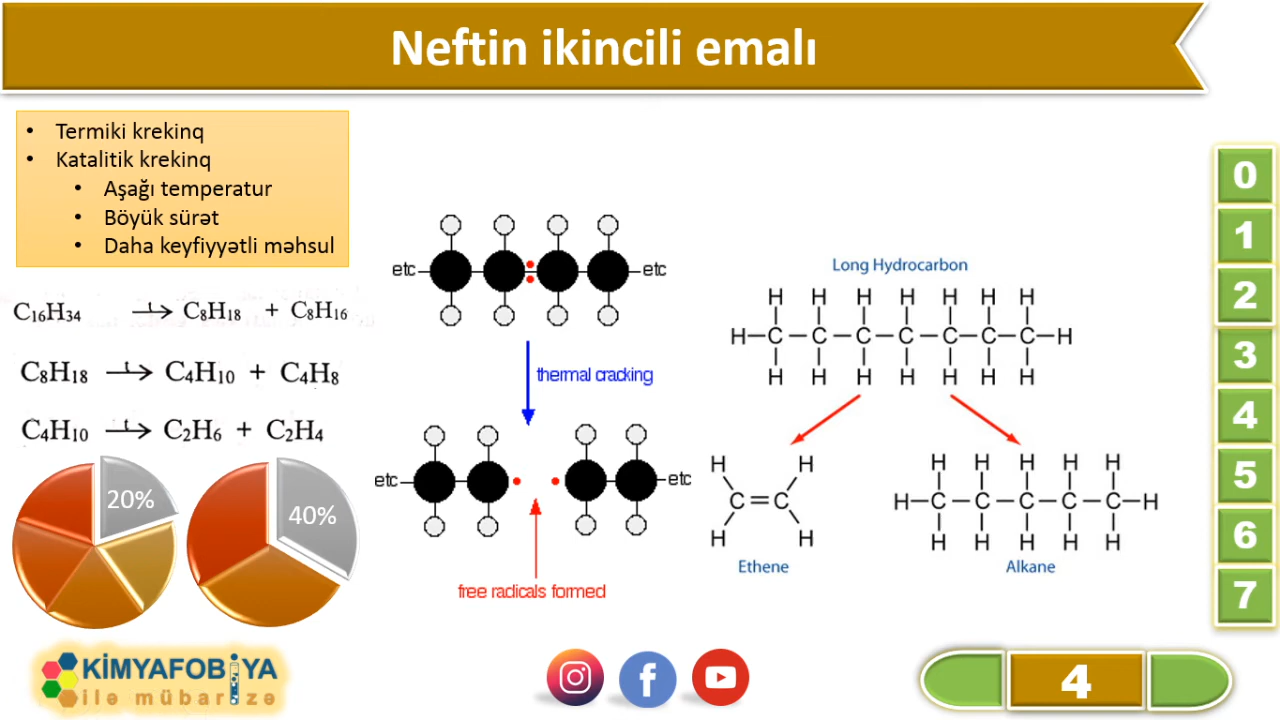 Neftin ikincili emalı
• Termiki krekinq
• Katalitik krekinq
• Aşağı temperatur
• Böyük sürət
• Daha keyfiyyətli məhsul
C₁₆H₃₄ —t→ C₈H₁₈ + C₈H₁₆
C₈H₁₈ —t→ C₄H₁₀ + C₄H₈
C₄H₁₀ —t→ C₂H₆ + C₂H₄
20%
40%
etc etc
thermal cracking
etc etc
free radicals formed
Long Hydrocarbon
H H H H H H H
H–C–C–C–C–C–C–C–H
H H H H H H H
H H
C=C
H H
Ethene
H H H H H
H–C–C–C–C–C–H
H H H H H
Alkane
0
1
2
3
4
5
6
7
KİMYAFOBİYA
ilə mübarizə
4